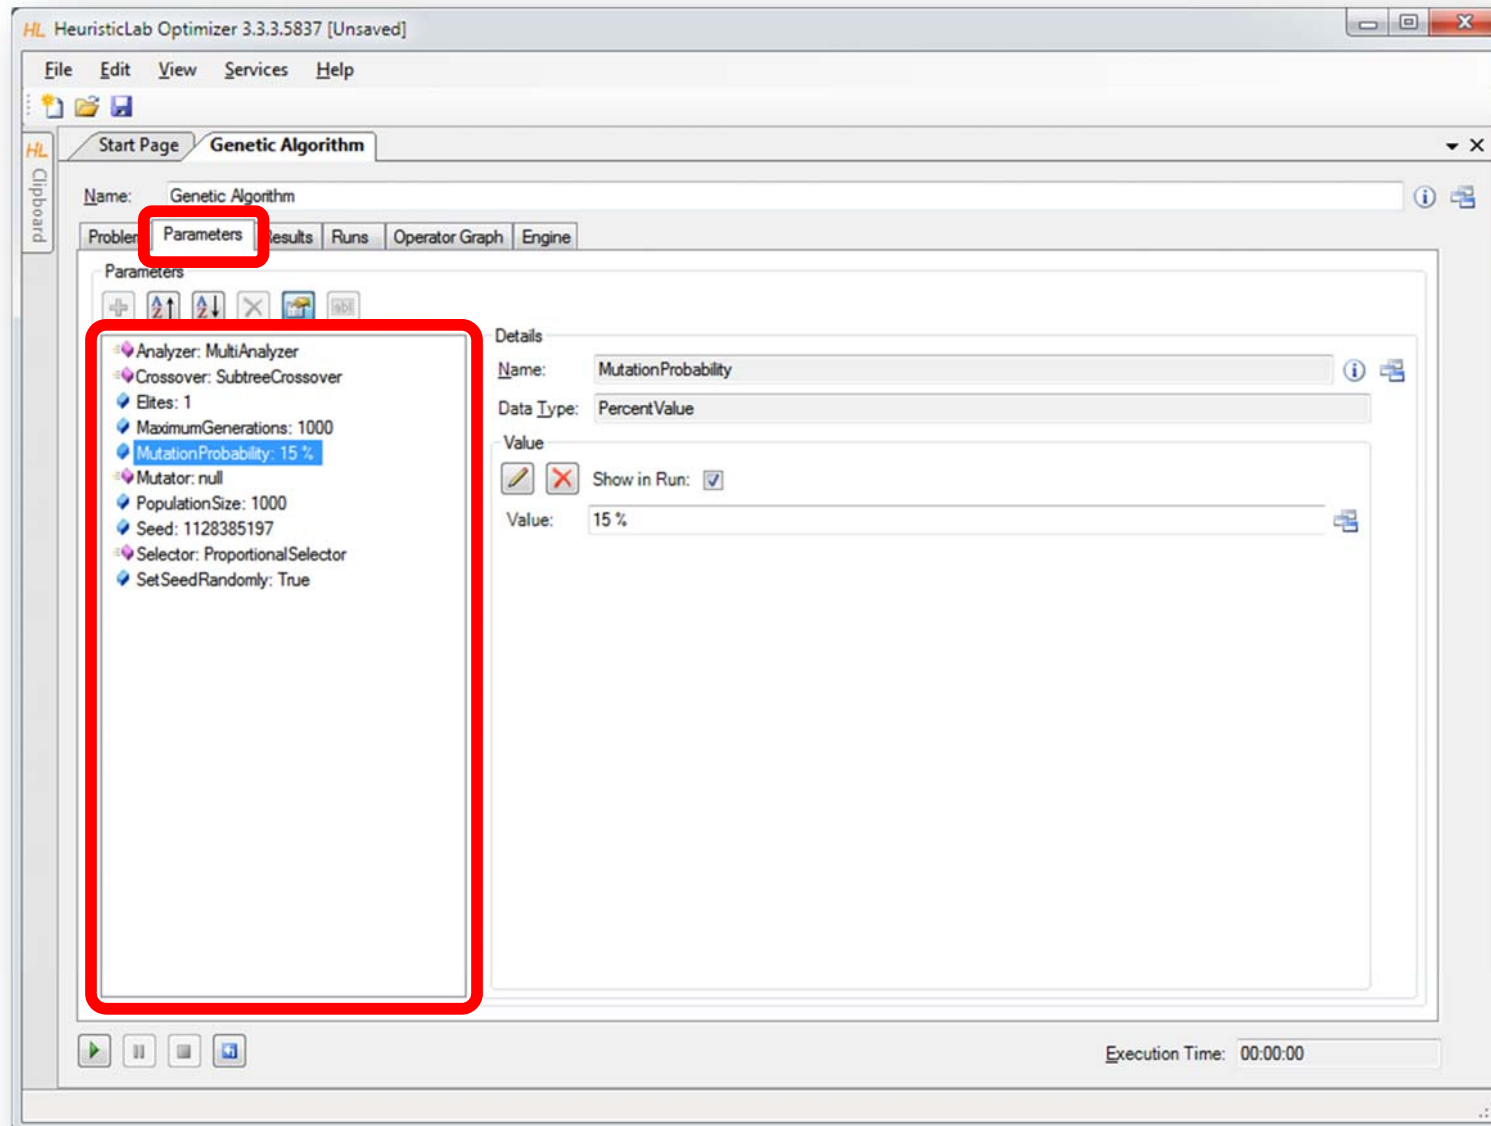 HL HeuristicLab Optimizer 3.3.3.5837 [Unsaved]
File Edit View Services Help
HL Clipboard
Start Page Genetic Algorithm
Name: Genetic Algorithm
Problem Parameters Results Runs Operator Graph Engine
Parameters
Analyzer: MultiAnalyzer
Crossover: SubtreeCrossover
Elites: 1
MaximumGenerations: 1000
MutationProbability: 15 %
Mutator: null
PopulationSize: 1000
Seed: 1128385197
Selector: ProportionalSelector
SetSeedRandomly: True
Details
Name: MutationProbability
Data Type: PercentValue
Value
Show in Run:
Value: 15 %
Execution Time: 00:00:00